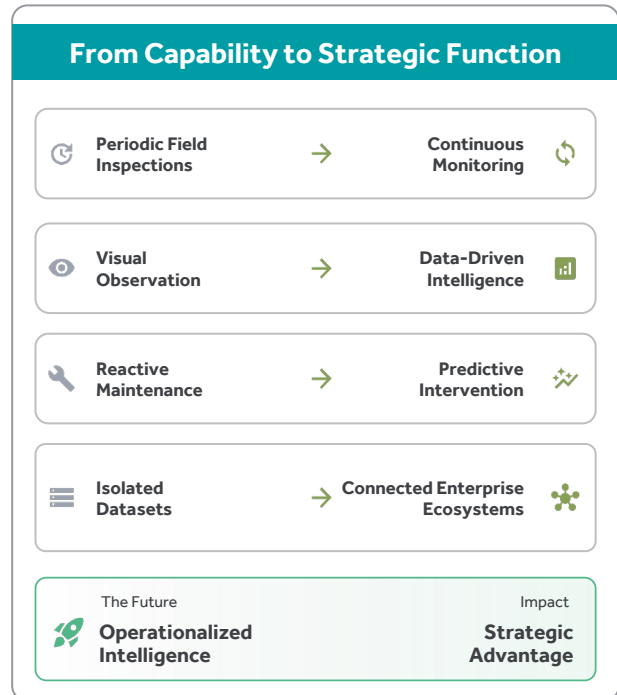 From Capability to Strategic Function
Periodic Field
Inspections
Continuous
Monitoring
Visual
Observation
Data-Driven
Intelligence
Reactive
Maintenance
Predictive
Intervention
Isolated
Datasets
Connected Enterprise
Ecosystems
The Future
Operationalized
Intelligence
Impact
Strategic
Advantage